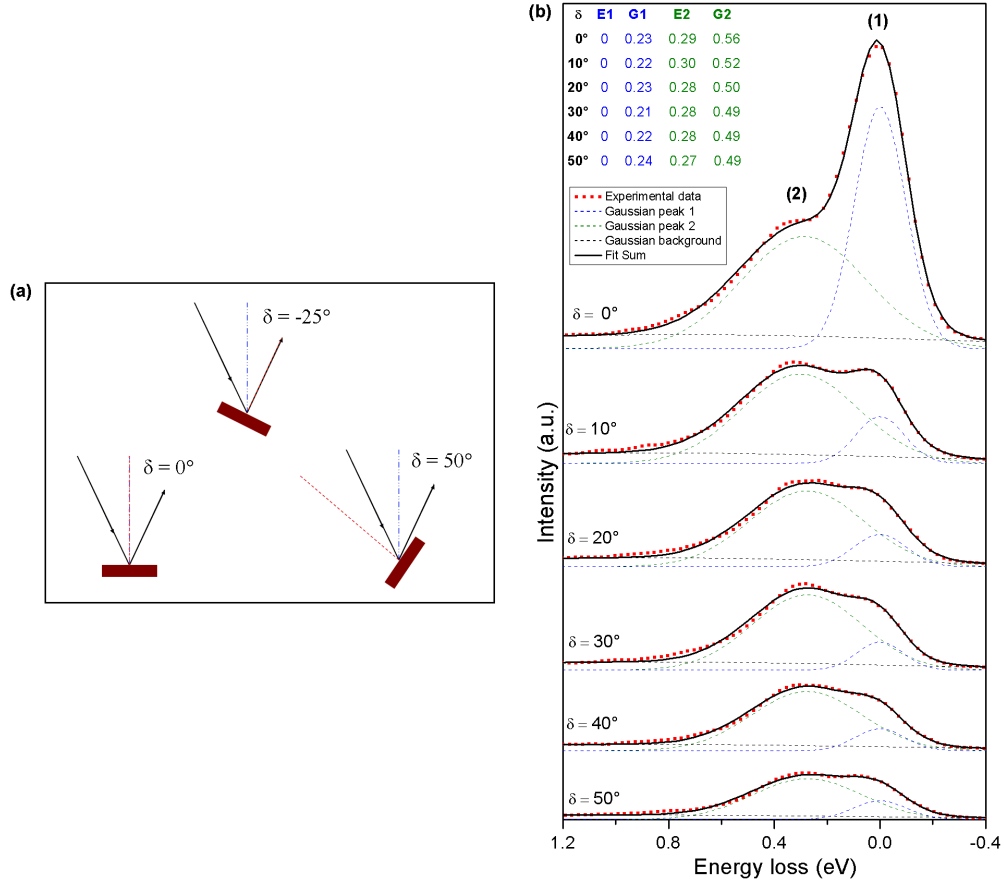 (a)
δ = -25°
δ = 0°
δ = 50°
(b)
δ E1 G1 E2 G2
0° 0 0.23 0.29 0.56
10° 0 0.22 0.30 0.52
20° 0 0.23 0.28 0.50
30° 0 0.21 0.28 0.49
40° 0 0.22 0.28 0.49
50° 0 0.24 0.27 0.49
(1)
(2)
Experimental data
Gaussian peak 1
Gaussian peak 2
Gaussian background
Fit Sum
δ = 0°
δ = 10°
δ = 20°
δ = 30°
δ = 40°
δ = 50°
Intensity (a.u.)
1.2 0.8 0.4 0.0 -0.4
Energy loss (eV)